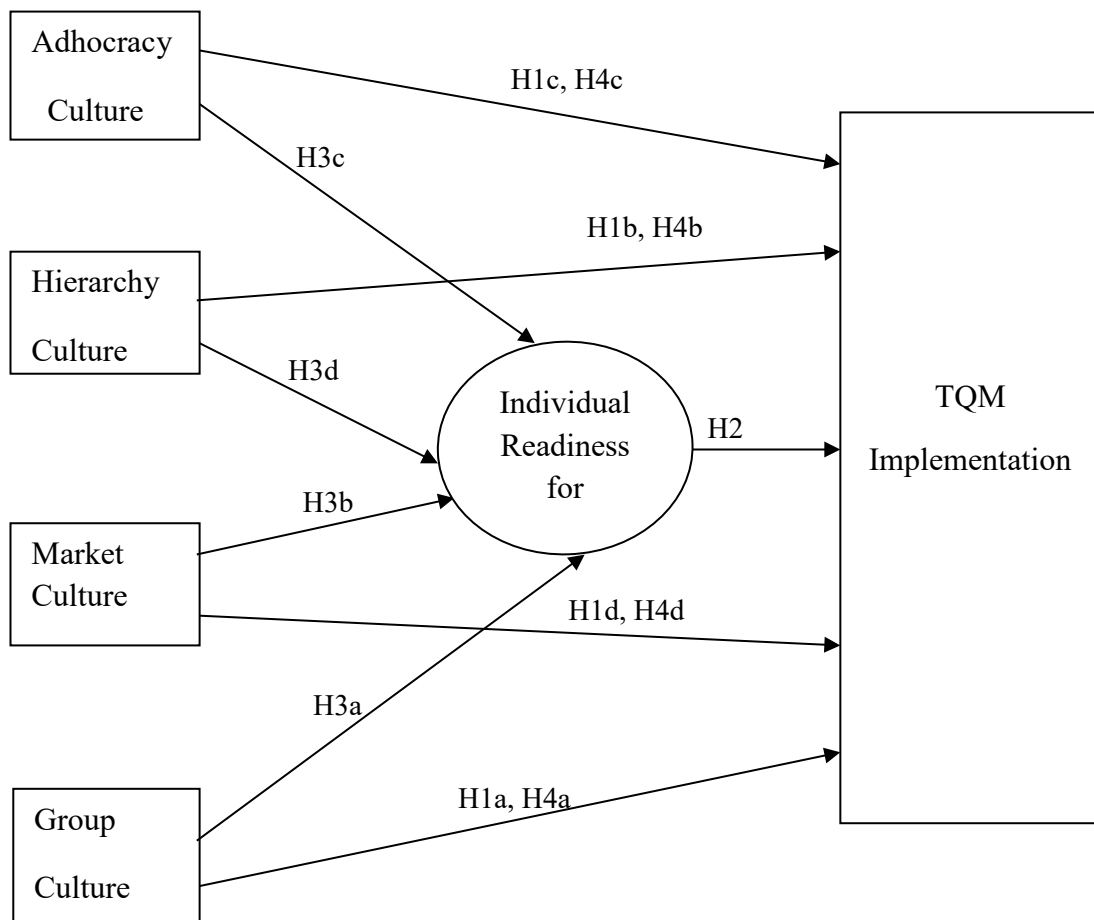 Adhocracy
Culture
H1c, H4c
H3c
H1b, H4b
Hierarchy
Culture
H3d
Individual
Readiness
for
H2
TQM
Implementation
H3b
Market
Culture
H1d, H4d
H3a
H1a, H4a
Group
Culture